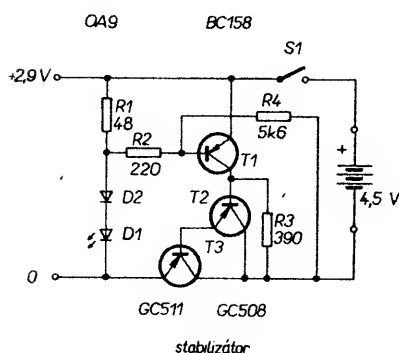 OA9
BC158
S1
+2,9V
R1
48
R2
220
R4
5k6
T1
+
4,5 V
D2
T2
D1
T3
R3
390
0
GC511
GC508
stabilizátor